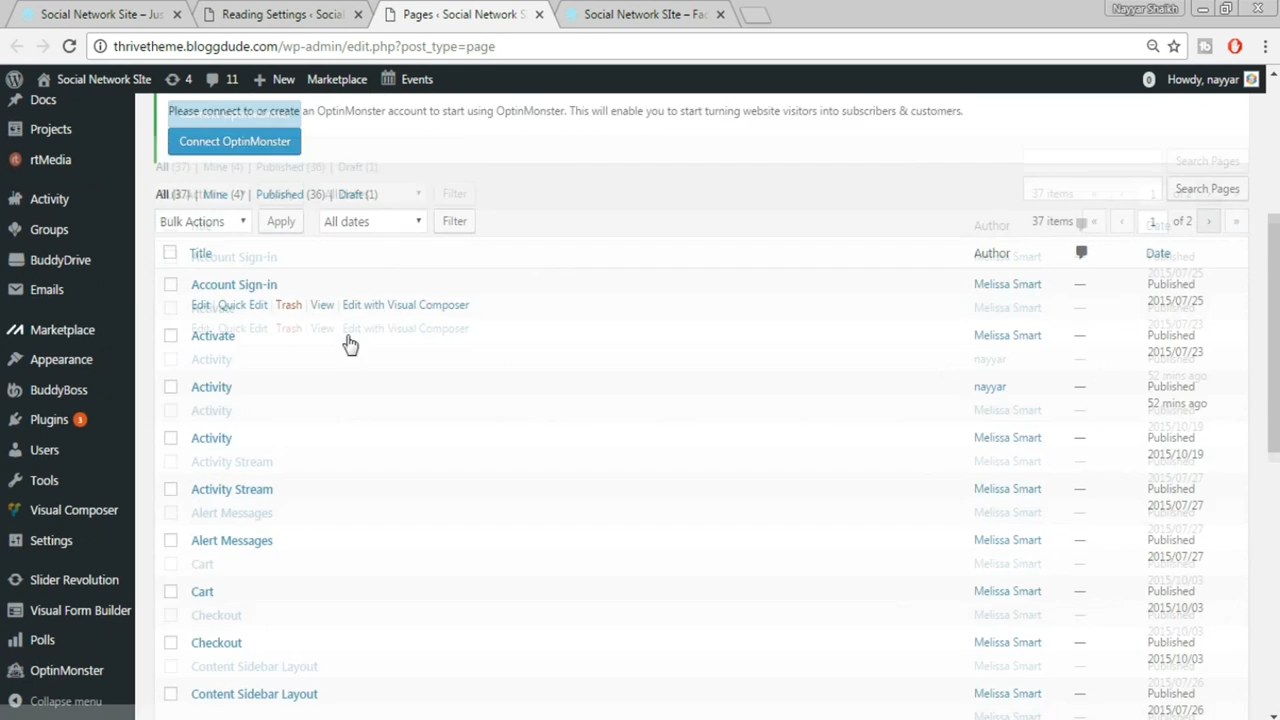 Social Network Site – Jus
Reading Settings ‹ Social
Pages ‹ Social Network S
Social Network SIte – Fac
Nayyar Shaikh
thrivetheme.bloggdude.com/wp-admin/edit.php?post_type=page
Social Network SIte
4
11
New
Marketplace
Events
0
Howdy, nayyar
Docs
Projects
rtMedia
Activity
Groups
BuddyDrive
Emails
Marketplace
Appearance
BuddyBoss
Plugins 3
Users
Tools
Visual Composer
Settings
Slider Revolution
Visual Form Builder
Polls
OptinMonster
Collapse menu
Please connect to or create an OptinMonster account to start using OptinMonster. This will enable you to start turning website visitors into subscribers & customers.
Connect OptinMonster
All (37) | Mine (4) | Published (36) | Draft (1)
Search Pages
All (37) | Mine (4) | Published (36) | Draft (1)
Search Pages
Filter
37 items « ‹ 1
Bulk Actions
Apply
All dates
Filter
37 items « ‹ 1 of 2 › »
Author
Date
Title
Author
Date
Account Sign-in
Melissa Smart
Published
2015/07/25
Account Sign-in
Melissa Smart
—
Published
2015/07/25
Edit | Quick Edit | Trash | View | Edit with Visual Composer
Activate
Melissa Smart
Published
2015/07/23
Edit | Quick Edit | Trash | View | Edit with Visual Composer
Activate
Melissa Smart
—
Published
2015/07/23
Activity
nayyar
—
Published
52 mins ago
Activity
nayyar
—
Published
52 mins ago
Activity
Melissa Smart
—
Published
2015/10/19
Activity
Melissa Smart
—
Published
2015/10/19
Activity Stream
Melissa Smart
—
Published
2015/07/27
Activity Stream
Melissa Smart
—
Published
2015/07/27
Alert Messages
Melissa Smart
—
Published
2015/07/27
Alert Messages
Melissa Smart
—
Published
2015/07/27
Cart
Melissa Smart
—
Published
2015/10/03
Cart
Melissa Smart
—
Published
2015/10/03
Checkout
Melissa Smart
—
Published
2015/10/03
Checkout
Melissa Smart
—
Published
2015/10/03
Content Sidebar Layout
Melissa Smart
—
Published
2015/07/26
Content Sidebar Layout
Melissa Smart
—
Published
2015/07/26